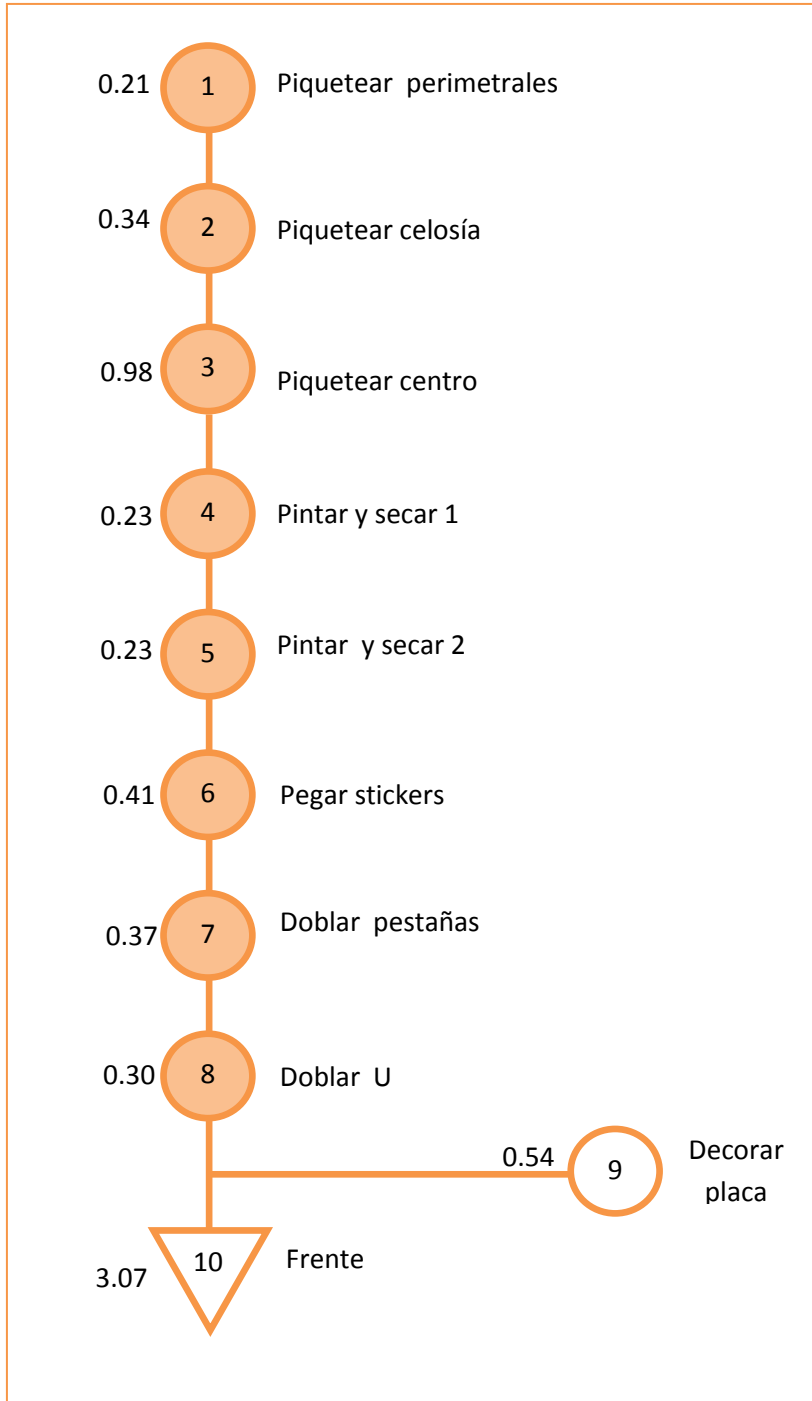 0.21 1 Piquetear perimetrales
0.34 2 Piquetear celosía
0.98 3 Piquetear centro
0.23 4 Pintar y secar 1
0.23 5 Pintar y secar 2
0.41 6 Pegar stickers
0.37 7 Doblar pestañas
0.30 8 Doblar U
0.54 9 Decorar
placa
3.07 10 Frente